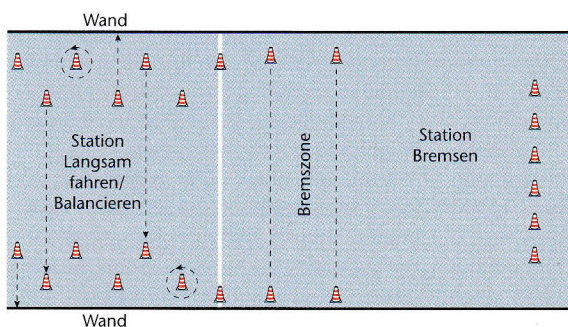 Wand
Station
Langsam
fahren/
Balancieren
Bremszone
Station
Bremsen
Wand